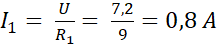 I₁ = U/R₁ = 7,2/9 = 0,8 A